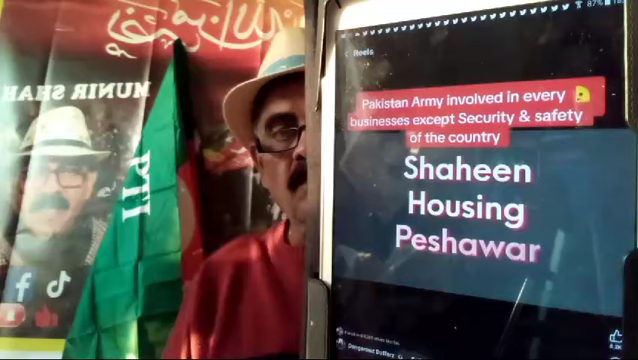 MUNIR SHAH
PTI
87%
Reels
Pakistan Army involved in every
businesses except Security & safety
of the country
Shaheen
Housing
Peshawar